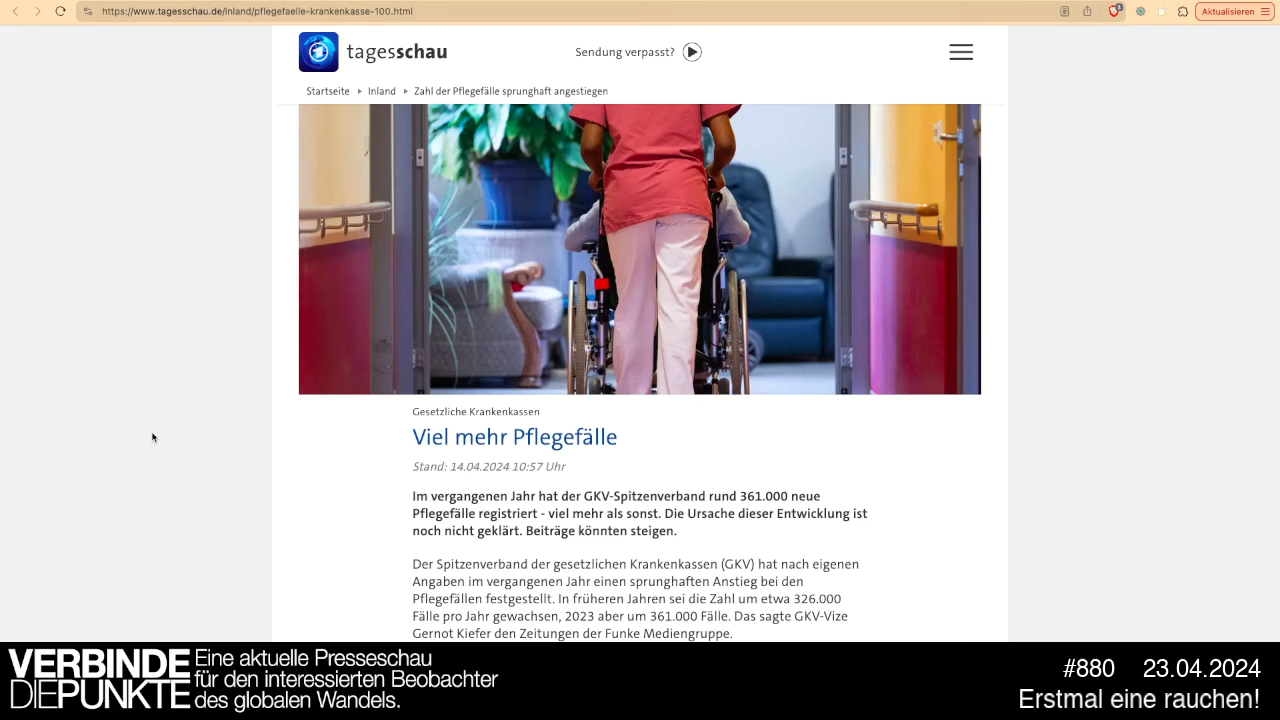 https://www.tagesschau.de/inland/pflegefaelle-krankenkasse-100.html
Aktualisieren
tagesschau
Sendung verpasst?
Startseite Inland Zahl der Pflegefälle sprunghaft angestiegen
Gesetzliche Krankenkassen
Viel mehr Pflegefälle
Stand: 14.04.2024 10:57 Uhr
Im vergangenen Jahr hat der GKV-Spitzenverband rund 361.000 neue
Pflegefälle registriert - viel mehr als sonst. Die Ursache dieser Entwicklung ist
noch nicht geklärt. Beiträge könnten steigen.
Der Spitzenverband der gesetzlichen Krankenkassen (GKV) hat nach eigenen
Angaben im vergangenen Jahr einen sprunghaften Anstieg bei den
Pflegefällen festgestellt. In früheren Jahren sei die Zahl um etwa 326.000
Fälle pro Jahr gewachsen, 2023 aber um 361.000 Fälle. Das sagte GKV-Vize
Gernot Kiefer den Zeitungen der Funke Mediengruppe.
VERBINDE
DIEPUNKTE
Eine aktuelle Presseschau
für den interessierten Beobachter
des globalen Wandels.
#880 23.04.2024
Erstmal eine rauchen!